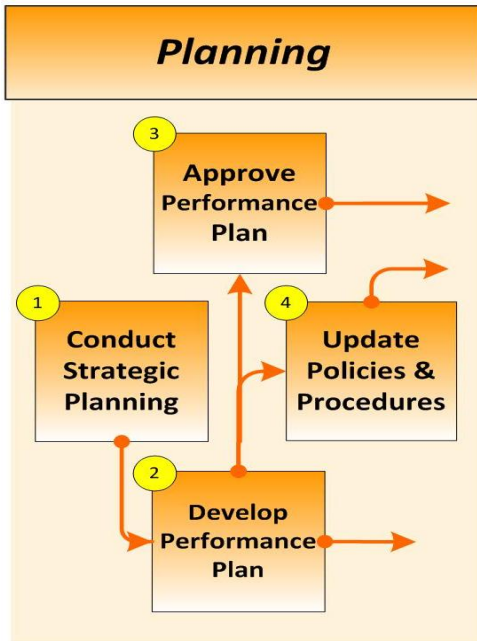 Planning
3
Approve
Performance
Plan
1
Conduct
Strategic
Planning
4
Update
Policies &
Procedures
2
Develop
Performance
Plan